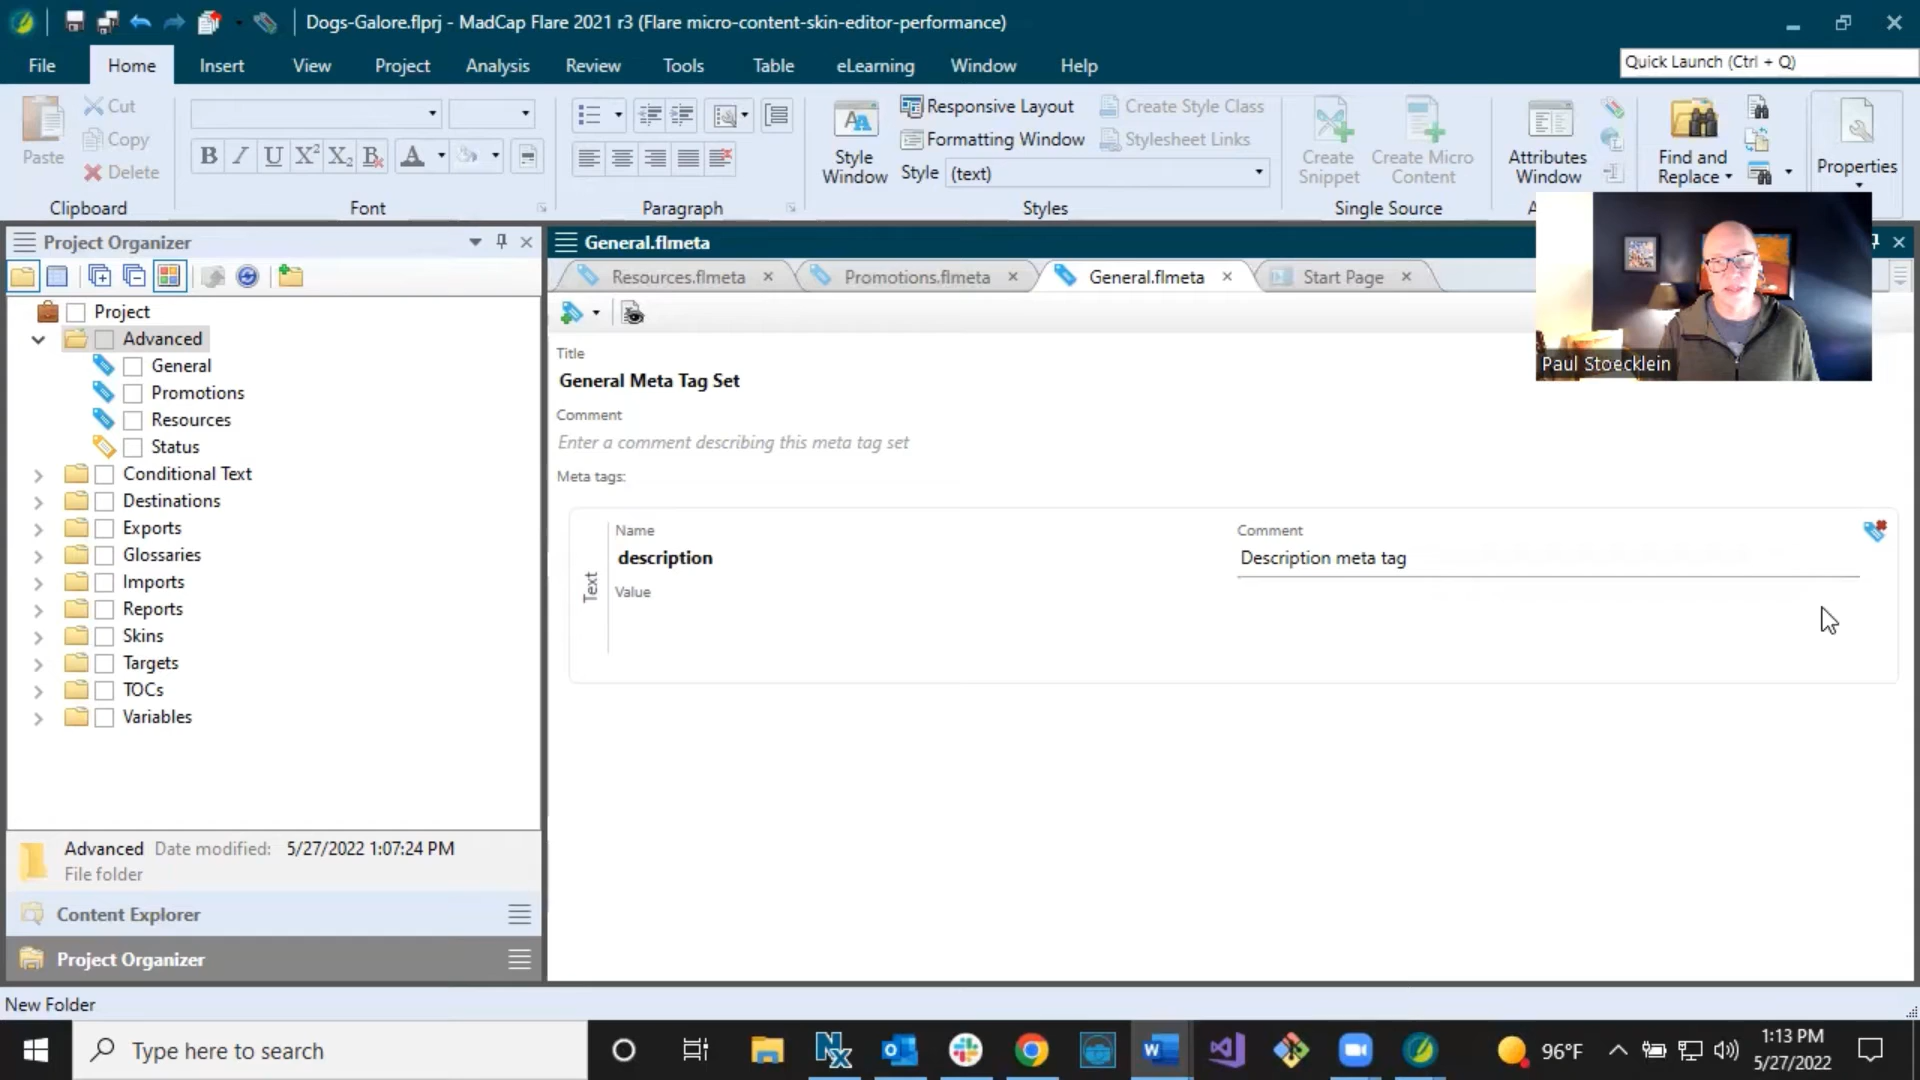 Dogs-Galore.flprj - MadCap Flare 2021 r3 (Flare micro-content-skin-editor-performance)
File Home Insert View Project Analysis Review Tools Table eLearning Window Help
Quick Launch (Ctrl + Q)
Paste
Cut
Copy
Delete
Clipboard
B I U X² X₂ B A
Font
Paragraph
Style Window
Responsive Layout
Formatting Window
Create Style Class
Stylesheet Links
Style (text)
Styles
Create Snippet
Create Micro Content
Single Source
Attributes Window
Find and Replace
Properties
Project Organizer
Project
Advanced
General
Promotions
Resources
Status
Conditional Text
Destinations
Exports
Glossaries
Imports
Reports
Skins
Targets
TOCs
Variables
Advanced Date modified: 5/27/2022 1:07:24 PM
File folder
Content Explorer
Project Organizer
General.flmeta
Resources.flmeta Promotions.flmeta General.flmeta Start Page
Title
General Meta Tag Set
Comment
Enter a comment describing this meta tag set
Meta tags:
Text
Name
description
Value
Comment
Description meta tag
Paul Stoecklein
New Folder
Type here to search
96°F
1:13 PM
5/27/2022